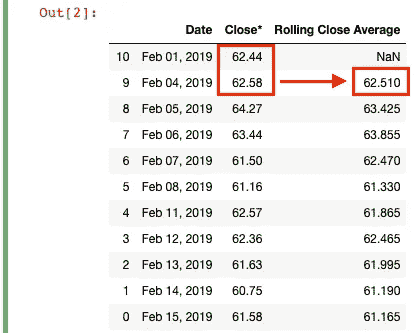 Out[2]:
Date Close* Rolling Close Average
10 Feb 01, 2019 62.44 NaN
9 Feb 04, 2019 62.58 62.510
8 Feb 05, 2019 64.27 63.425
7 Feb 06, 2019 63.44 63.855
6 Feb 07, 2019 61.50 62.470
5 Feb 08, 2019 61.16 61.330
4 Feb 11, 2019 62.57 61.865
3 Feb 12, 2019 62.36 62.465
2 Feb 13, 2019 61.63 61.995
1 Feb 14, 2019 60.75 61.190
0 Feb 15, 2019 61.58 61.165